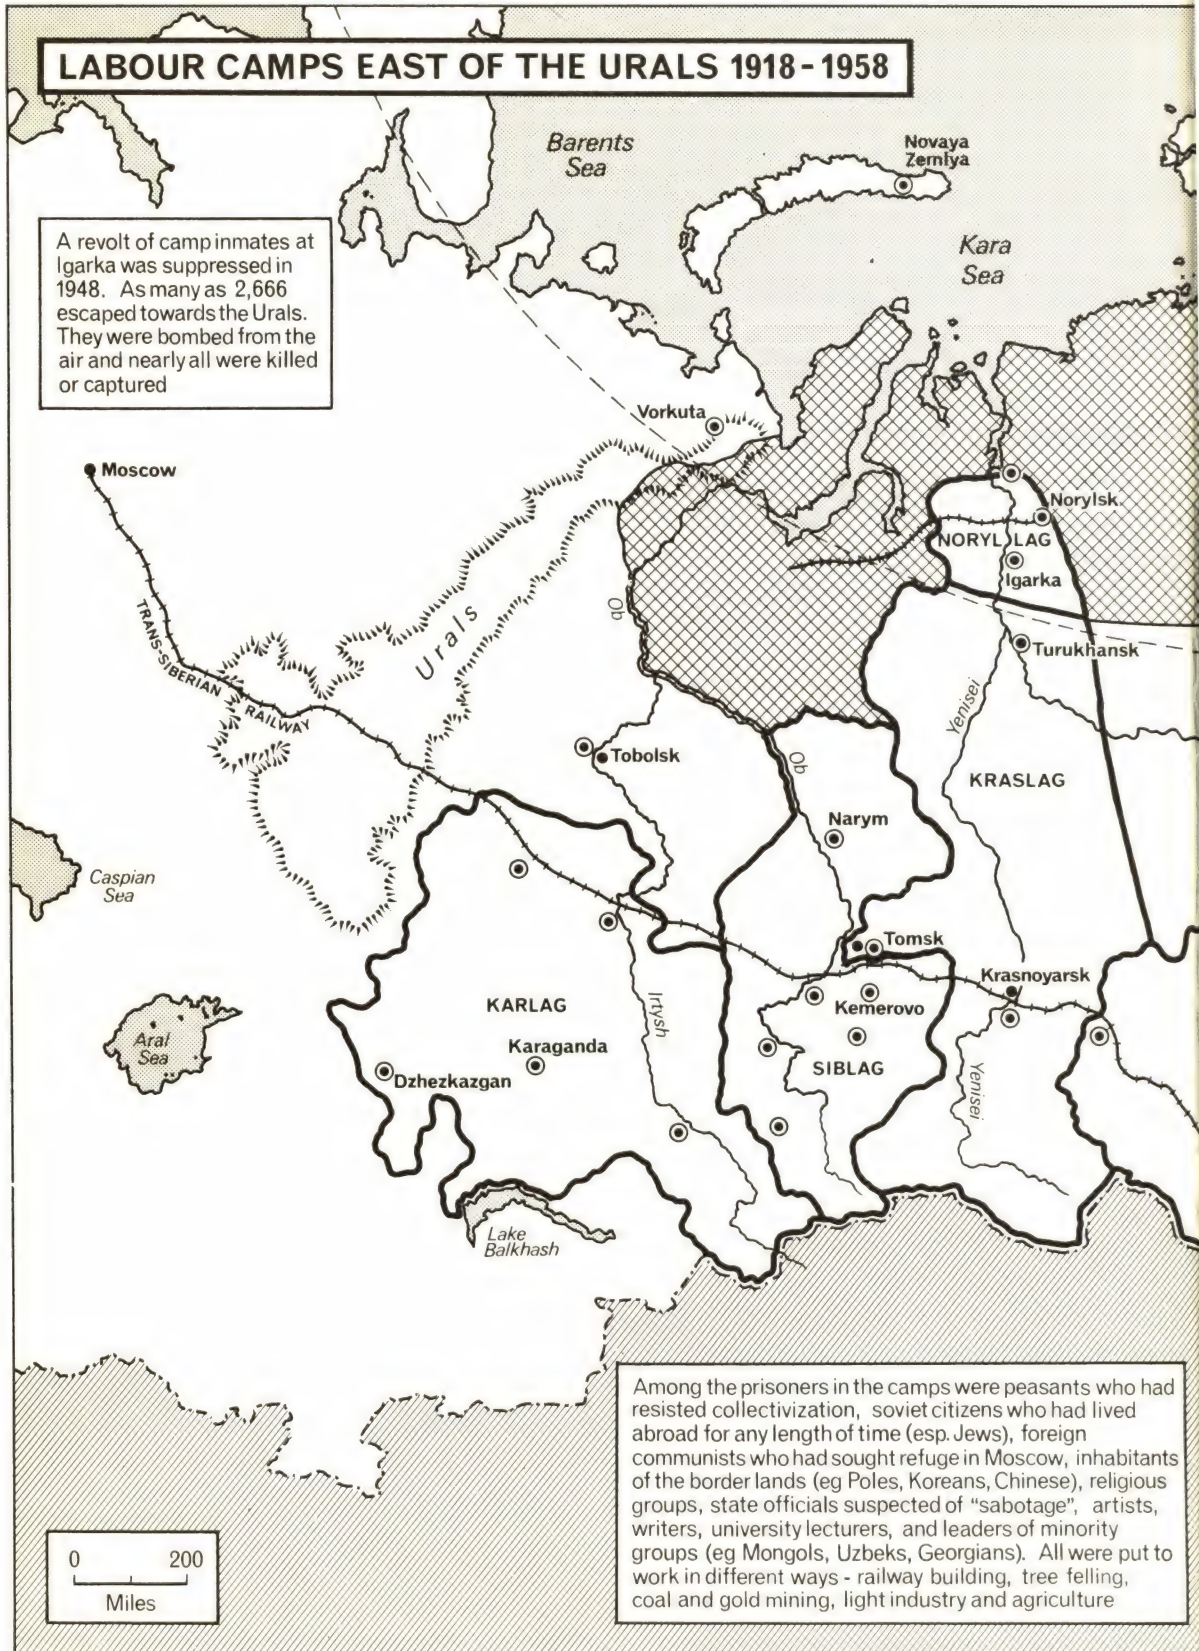 LABOUR CAMPS EAST OF THE URALS 1918-1958
Barents
Sea
Novaya
Zemlya
Kara
Sea
A revolt of camp inmates at
Igarka was suppressed in
1948. As many as 2,666
escaped towards the Urals.
They were bombed from the
air and nearly all were killed
or captured
Vorkuta
Moscow
Norylsk
NORYLLAG
Igarka
Ob
Urals
TRANS-SIBERIAN
RAILWAY
Turukhansk
Yenisei
Tobolsk
Ob
KRASLAG
Narym
Caspian
Sea
Tomsk
Krasnoyarsk
KARLAG
Irtysh
Kemerovo
Aral
Sea
Karaganda
Dzhezkazgan
SIBLAG
Yenisei
Lake
Balkhash
Among the prisoners in the camps were peasants who had
resisted collectivization, soviet citizens who had lived
abroad for any length of time (esp. Jews), foreign
communists who had sought refuge in Moscow, inhabitants
of the border lands (eg Poles, Koreans, Chinese), religious
groups, state officials suspected of "sabotage", artists,
writers, university lecturers, and leaders of minority
groups (eg Mongols, Uzbeks, Georgians). All were put to
work in different ways - railway building, tree felling,
coal and gold mining, light industry and agriculture
0 200
Miles